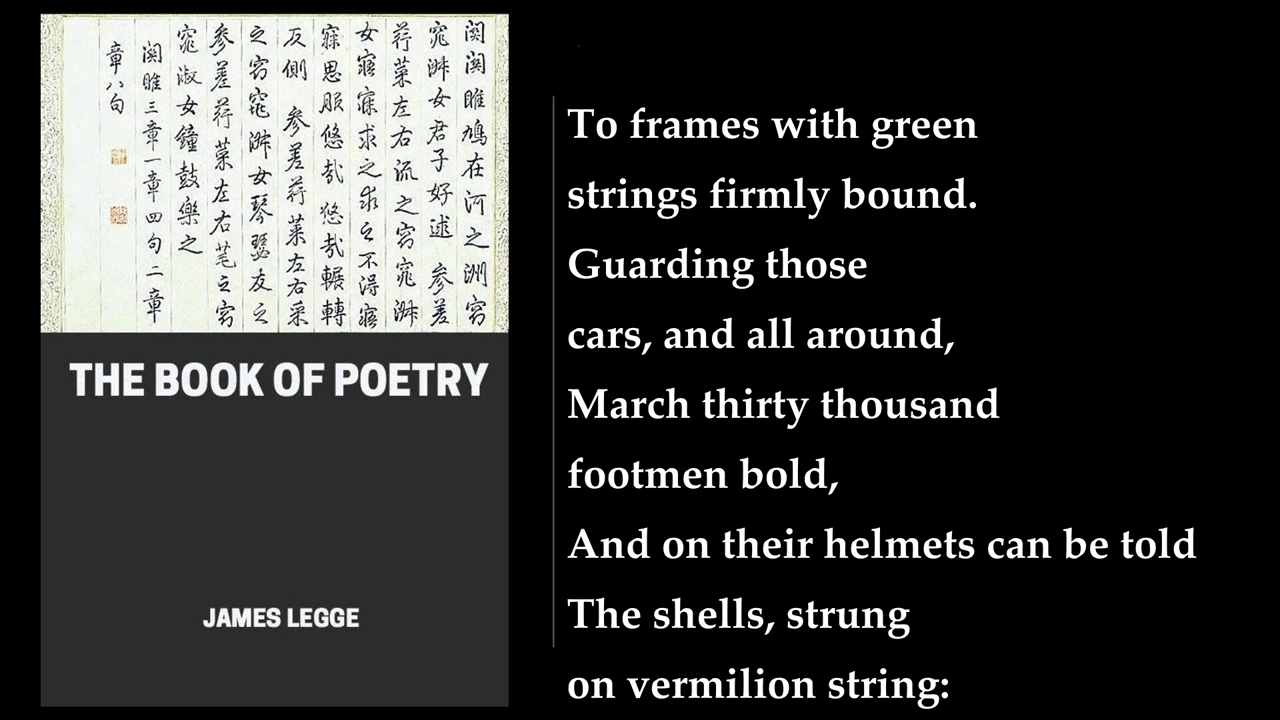 関関雎鳩在河之洲窈
窕淑女君子好逑 參差
荇菜左右流之窈窕淑
女寤寐求之求之不得寤
寐思服悠哉悠哉輾轉
反側 參差荇菜左右采
之窈窕淑女琴瑟友之
參差荇菜左右芼之窈
窕淑女鐘鼓樂之
関雎三章一章四句二章
章八句
THE BOOK OF POETRY
JAMES LEGGE
To frames with green
strings firmly bound.
Guarding those
cars, and all around,
March thirty thousand
footmen bold,
And on their helmets can be told
The shells, strung
on vermilion string: